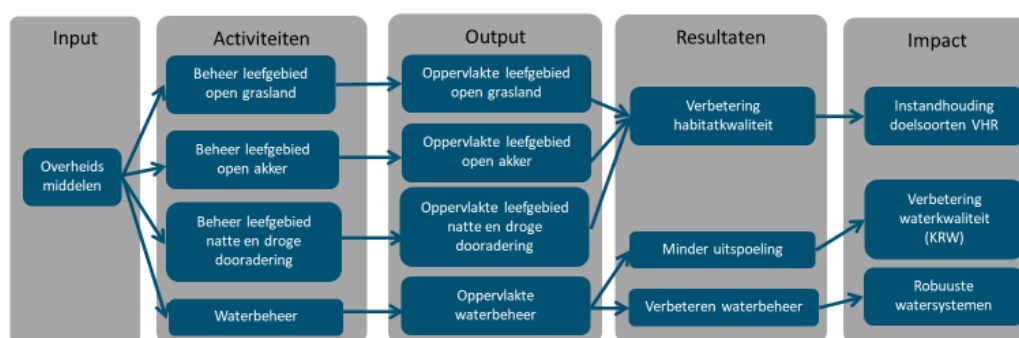 Input
Overheids
middelen
Activiteiten
Beheer leefgebied
open grasland
Beheer leefgebied
open akker
Beheer leefgebied
natte en droge
dooradering
Waterbeheer
Output
Oppervlakte leefgebied
open grasland
Oppervlakte leefgebied
open akker
Oppervlakte leefgebied
natte en droge
dooradering
Oppervlakte
waterbeheer
Resultaten
Verbetering
habitatkwaliteit
Minder uitspoeling
Verbeteren waterbeheer
Impact
Instandhouding
doelsoorten VHR
Verbetering
waterkwaliteit
(KRW)
Robuuste
watersystemen